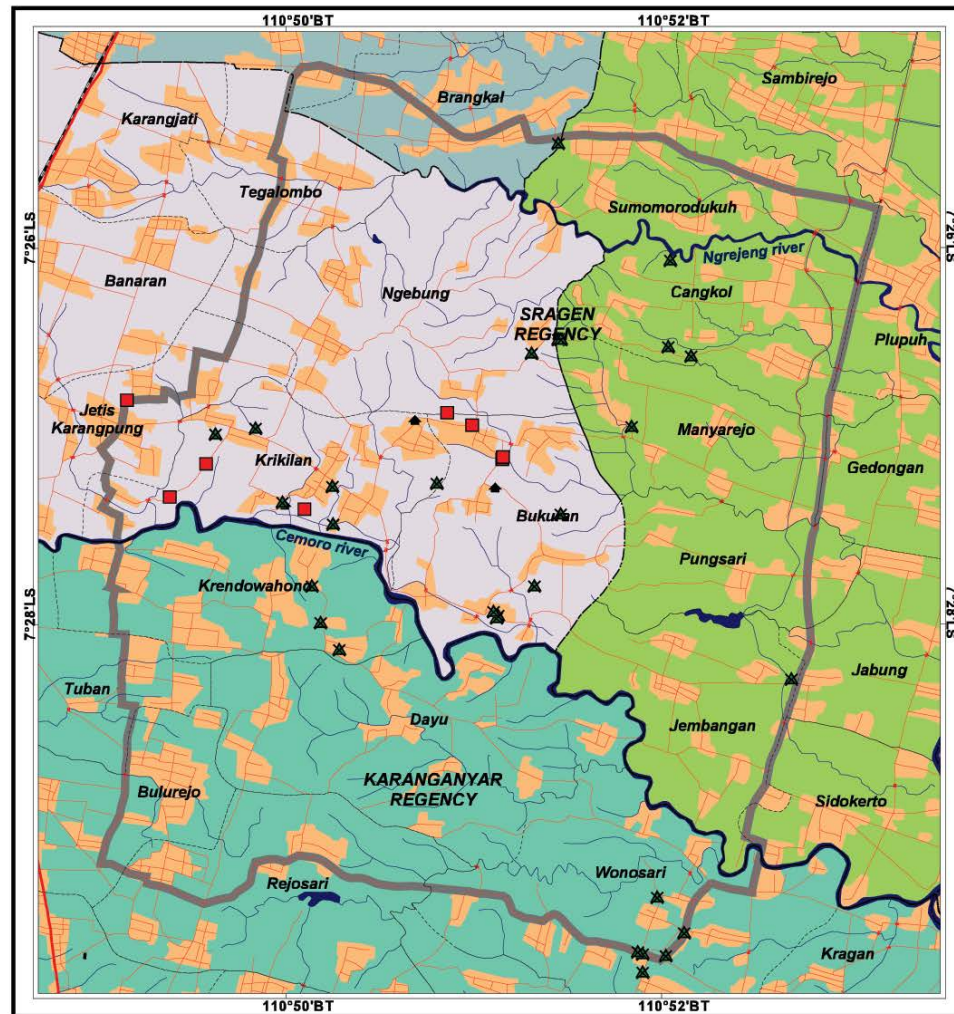 110°50'BT
110°52'BT
Sambirejo
Brangkal
Karangjati
Tegalombo
Sumomorodukuh
7°26'LS
7°26'LS
Ngrejeng river
Banaran
Ngebung
Cangkol
SRAGEN
REGENCY
Plupuh
Jetis
Karangpung
Manyarejo
Krikilan
Gedongan
Bukuran
Cemoro river
Pungsari
Krendowahono
7°28'LS
7°28'LS
Jabung
Tuban
Dayu
Jembangan
KARANGANYAR
REGENCY
Bulurejo
Sidokerto
Wonosari
Rejosari
Kragan
110°50'BT
110°52'BT